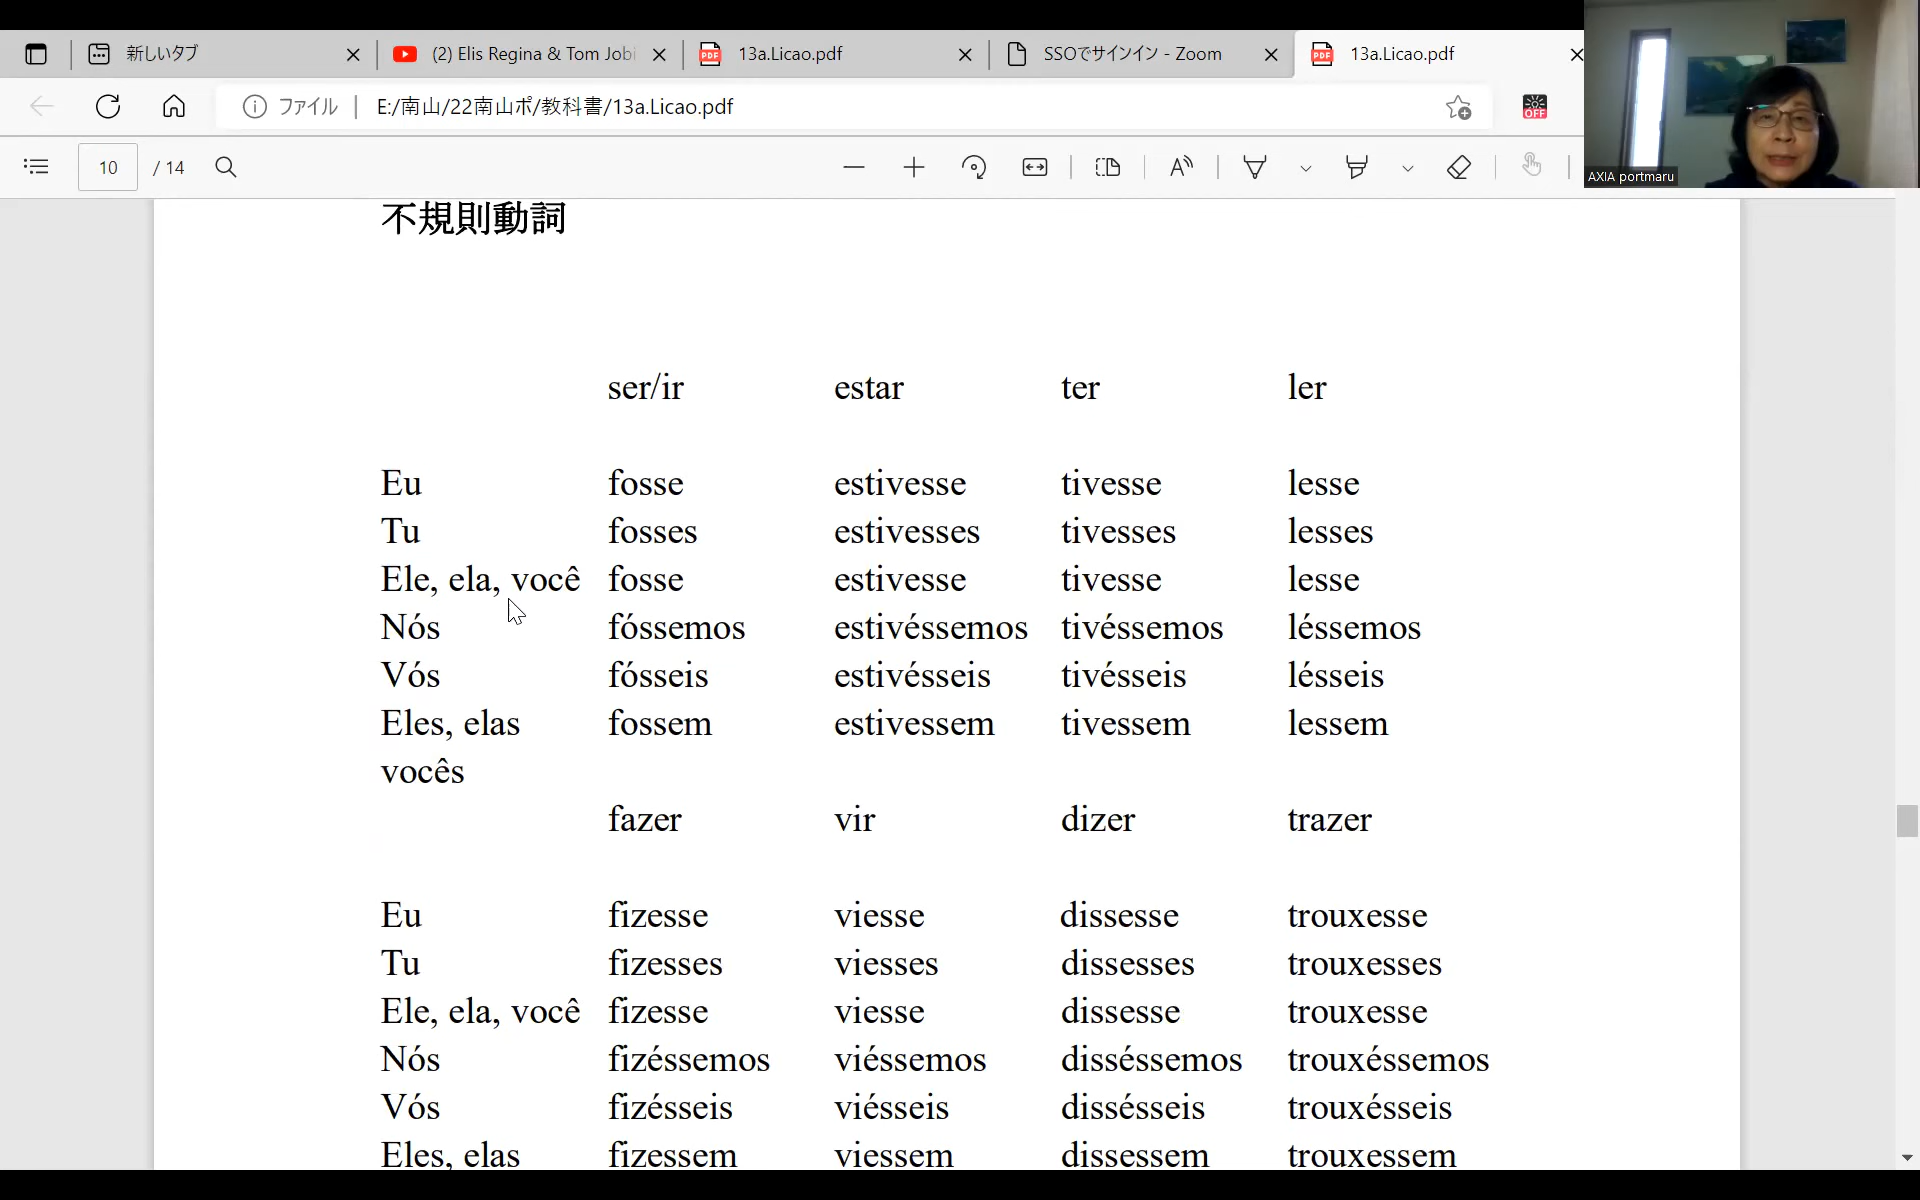 新しいタブ
(2) Elis Regina & Tom Jobi
13a.Licao.pdf
SSOでサインイン - Zoom
13a.Licao.pdf
ファイル
E:/南山/22南山ポ/教科書/13a.Licao.pdf
OFF
10 / 14
AXIA portmaru
不規則動詞
ser/ir estar ter ler
Eu fosse estivesse tivesse lesse
Tu fosses estivesses tivesses lesses
Ele, ela, você fosse estivesse tivesse lesse
Nós fóssemos estivéssemos tivéssemos léssemos
Vós fósseis estivésseis tivésseis lésseis
Eles, elas fossem estivessem tivessem lessem
vocês
fazer vir dizer trazer
Eu fizesse viesse dissesse trouxesse
Tu fizesses viesses dissesses trouxesses
Ele, ela, você fizesse viesse dissesse trouxesse
Nós fizéssemos viéssemos disséssemos trouxéssemos
Vós fizésseis viésseis dissésseis trouxésseis
Eles, elas fizessem viessem dissessem trouxessem